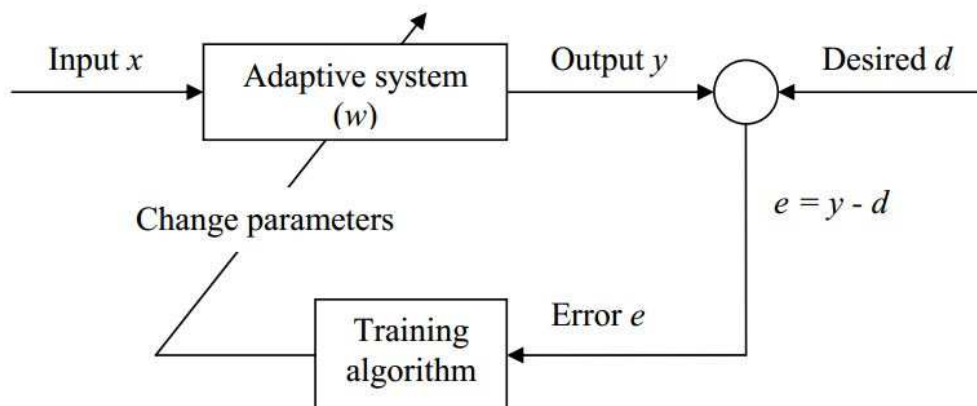 Input x
Adaptive system
(w)
Output y
Desired d
Change parameters
e = y - d
Training
algorithm
Error e